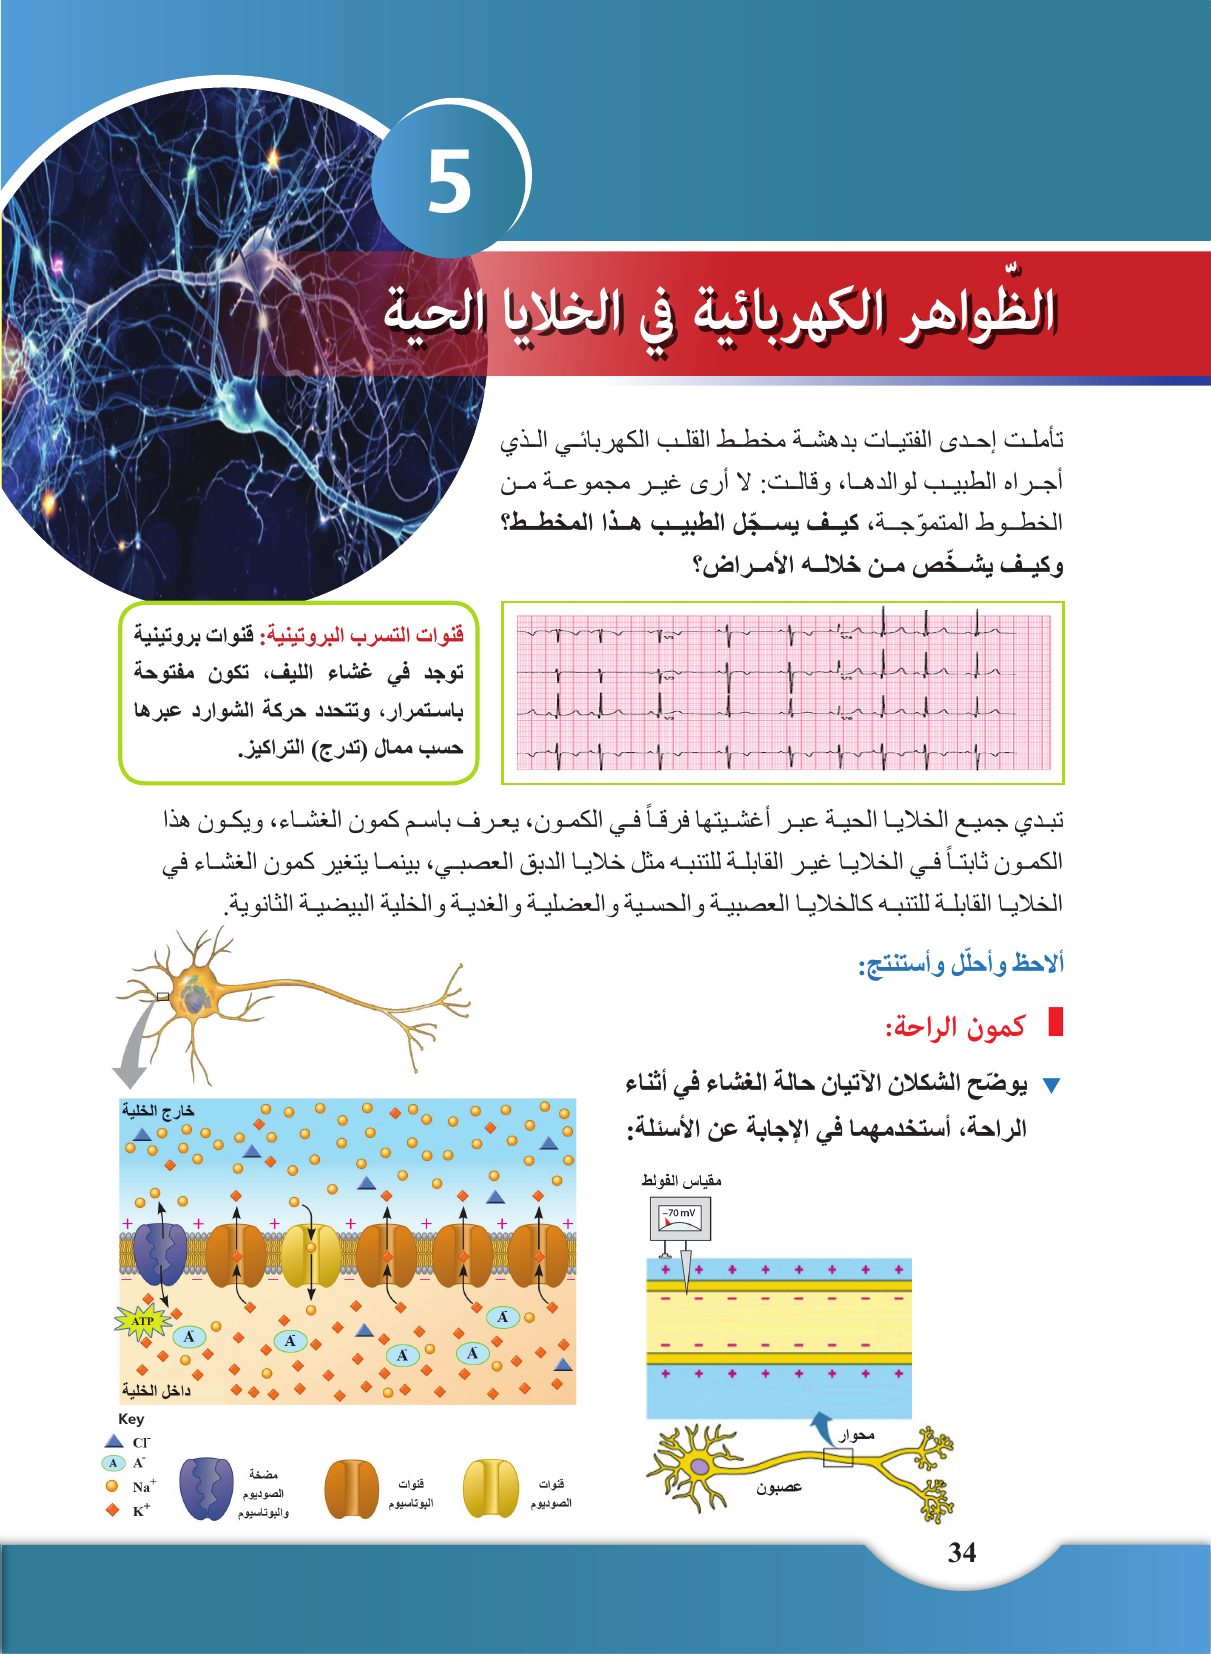 5
الظّواهر الكهربائية في الخلايا الحية
تأملت إحدى الفتيات بدهشة مخطط القلب الكهربائي الذي
أجراه الطبيب لوالدها، وقالت: لا أرى غير مجموعة من
الخطوط المتموّجة، كيف يسجّل الطبيب هذا المخطط؟
وكيف يشخّص من خلاله الأمراض؟
قنوات التسرب البروتينية: قنوات بروتينية
توجد في غشاء الليف، تكون مفتوحة
باستمرار، وتتحدد حركة الشوارد عبرها
حسب ممال (تدرج) التراكيز.
تبدي جميع الخلايا الحية عبر أغشيتها فرقاً في الكمون، يعرف باسم كمون الغشاء، ويكون هذا
الكمون ثابتاً في الخلايا غير القابلة للتنبه مثل خلايا الدبق العصبي، بينما يتغير كمون الغشاء في
الخلايا القابلة للتنبه كالخلايا العصبية والحسية والعضلية والغدية والخلية البيضية الثانوية.
ألاحظ وأحلّل وأستنتج:
كمون الراحة:
يوضّح الشكلان الآتيان حالة الغشاء في أثناء
الراحة، أستخدمهما في الإجابة عن الأسئلة:
مقياس الفولط
−70 mV
+ + + + + + + +
− − − − − − − −
− − − − − − −
+ + + + + + + +
محوار
عصبون
خارج الخلية
+ + + + + + +
− − − − − − −
ATP
A⁻ A⁻ A⁻ A⁻ A⁻
داخل الخلية
Key
Cl⁻
A A⁻
Na⁺
K⁺
مضخة
الصوديوم
والبوتاسيوم
قنوات
البوتاسيوم
قنوات
الصوديوم
34